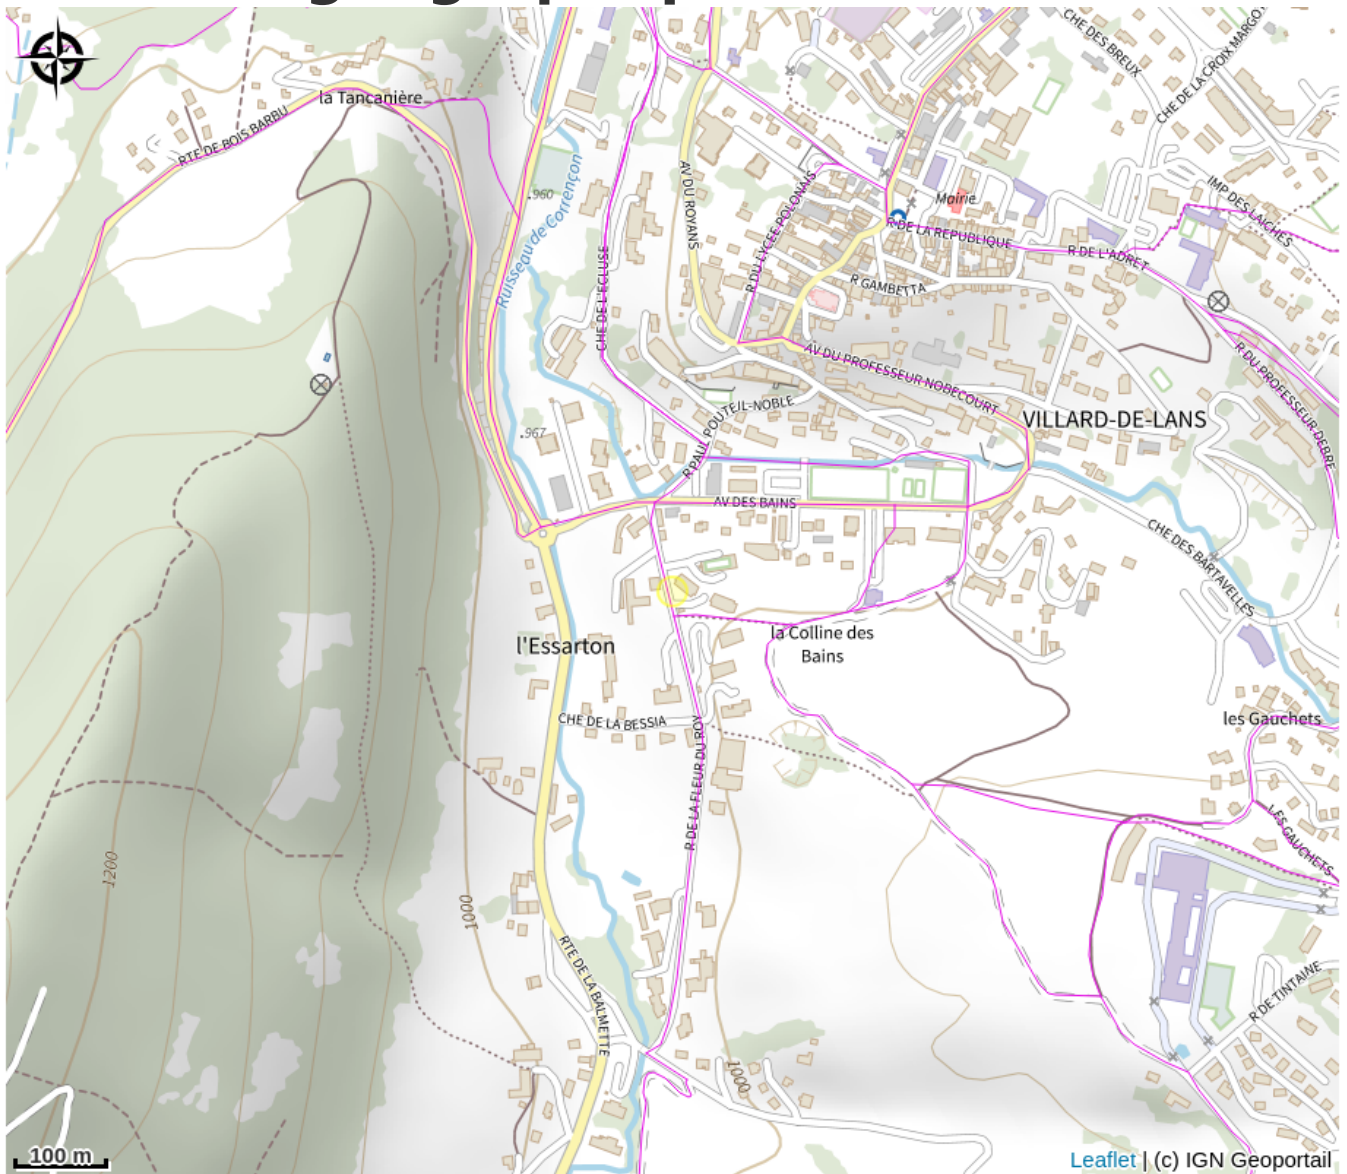 CHE DES BREUX
CHE DE LA CROIX MARGOT
la Tancanière
RTE DE BOIS BARBU
.960
Ruisseau de Corrençon
AV DU ROYANS
R DU LYCEE POLONAIS
Mairie
IMP DES LAICHES
R DE LA REPUBLIQUE
R DE L'ADRET
R GAMBETTA
CHE DE L'ECLUSE
AV DU PROFESSEUR NOBECOURT
R DU PROFESSEUR DEBRE
R PAUL POUTEIL-NOBLE
VILLARD-DE-LANS
.967
AV DES BAINS
CHE DES BARTAVELLES
l'Essarton
la Colline des
Bains
CHE DE LA BESSIA
les Gauchets
R DE LA FLEUR DU ROY
LES GAUCHETS
1200
1000
RTE DE LA BALMETTE
R DE TINTAINE
1000
100 m
Leaflet | (c) IGN Geoportail